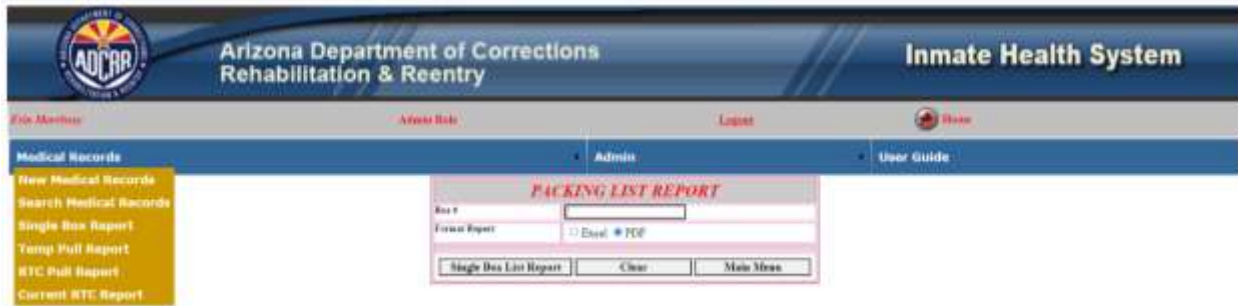 ADCRR
Arizona Department of Corrections
Rehabilitation & Reentry
Inmate Health System
Admin Role
Logout
Home
Medical Records
Admin
User Guide
New Medical Records
Search Medical Records
Single Box Report
Temp Pull Report
RTC Pull Report
Current RTC Report
PACKING LIST REPORT
Box #
Format Report
Excel PDF
Single Box List Report Clear Main Menu